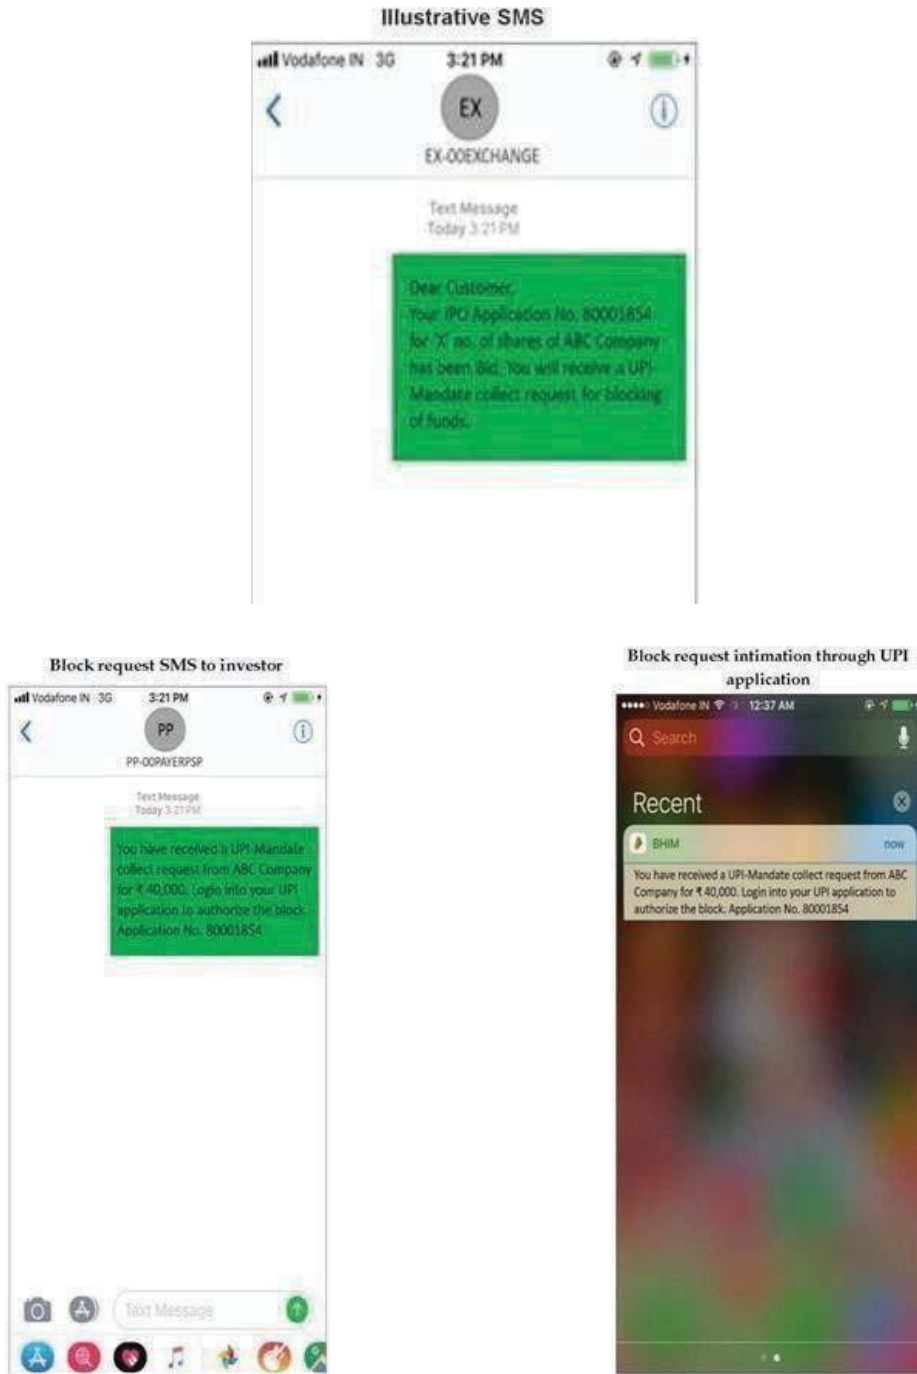 Illustrative SMS
Vodafone IN 3G 3:21 PM
EX
EX-00EXCHANGE
Text Message
Today 3:21 PM
Dear Customer,
Your IPO Application No. 80001854
for 'X' no. of shares of ABC Company
has been Bid. You will receive a UPI-
Mandate collect request for blocking
of funds.
Block request SMS to investor
Vodafone IN 3G 3:21 PM
PP
PP-00PAYERPSP
Text Message
Today 3:21 PM
You have received a UPI-Mandate
collect request from ABC Company
for ₹ 40,000. Login into your UPI
application to authorize the block.
Application No. 80001854
Text Message
Block request intimation through UPI
application
Vodafone IN 12:37 AM
Search
Recent
BHIM now
You have received a UPI-Mandate collect request from ABC
Company for ₹ 40,000. Login into your UPI application to
authorize the block. Application No. 80001854